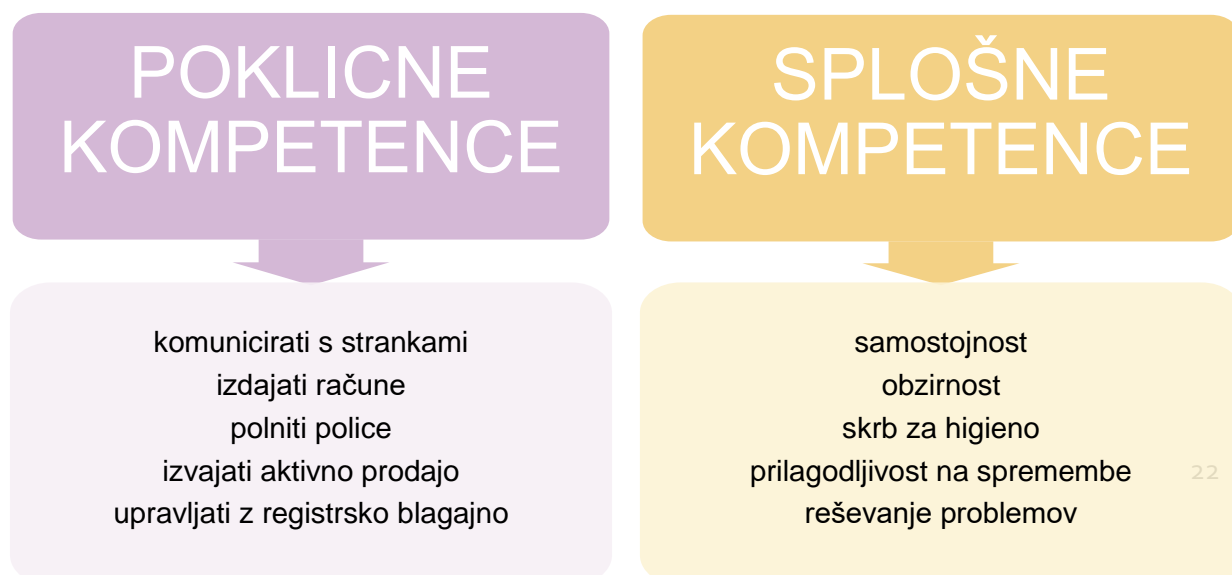 POKLICNE
KOMPETENCE
komunicirati s strankami
izdajati račune
polniti police
izvajati aktivno prodajo
upravljati z registrsko blagajno
SPLOŠNE
KOMPETENCE
samostojnost
obzirnost
skrb za higieno
prilagodljivost na spremembe
reševanje problemov
22